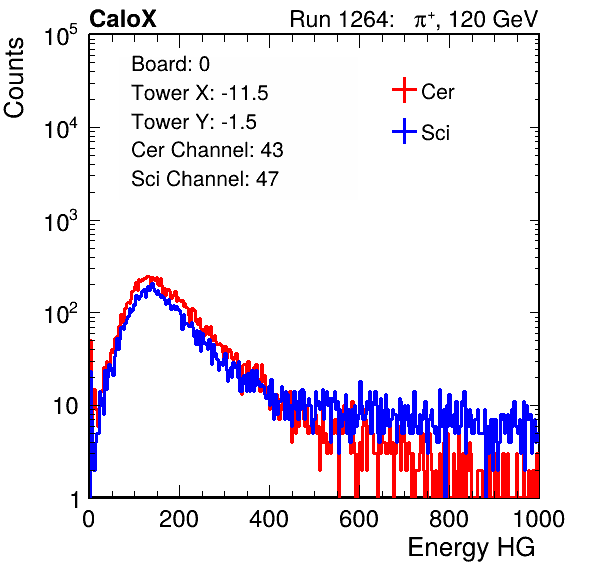 CaloX Run 1264: π⁺, 120 GeV
Counts
10⁵
10⁴
10³
10²
10
1
Board: 0
Tower X: -11.5
Tower Y: -1.5
Cer Channel: 43
Sci Channel: 47
Cer
Sci
0 200 400 600 800 1000
Energy HG